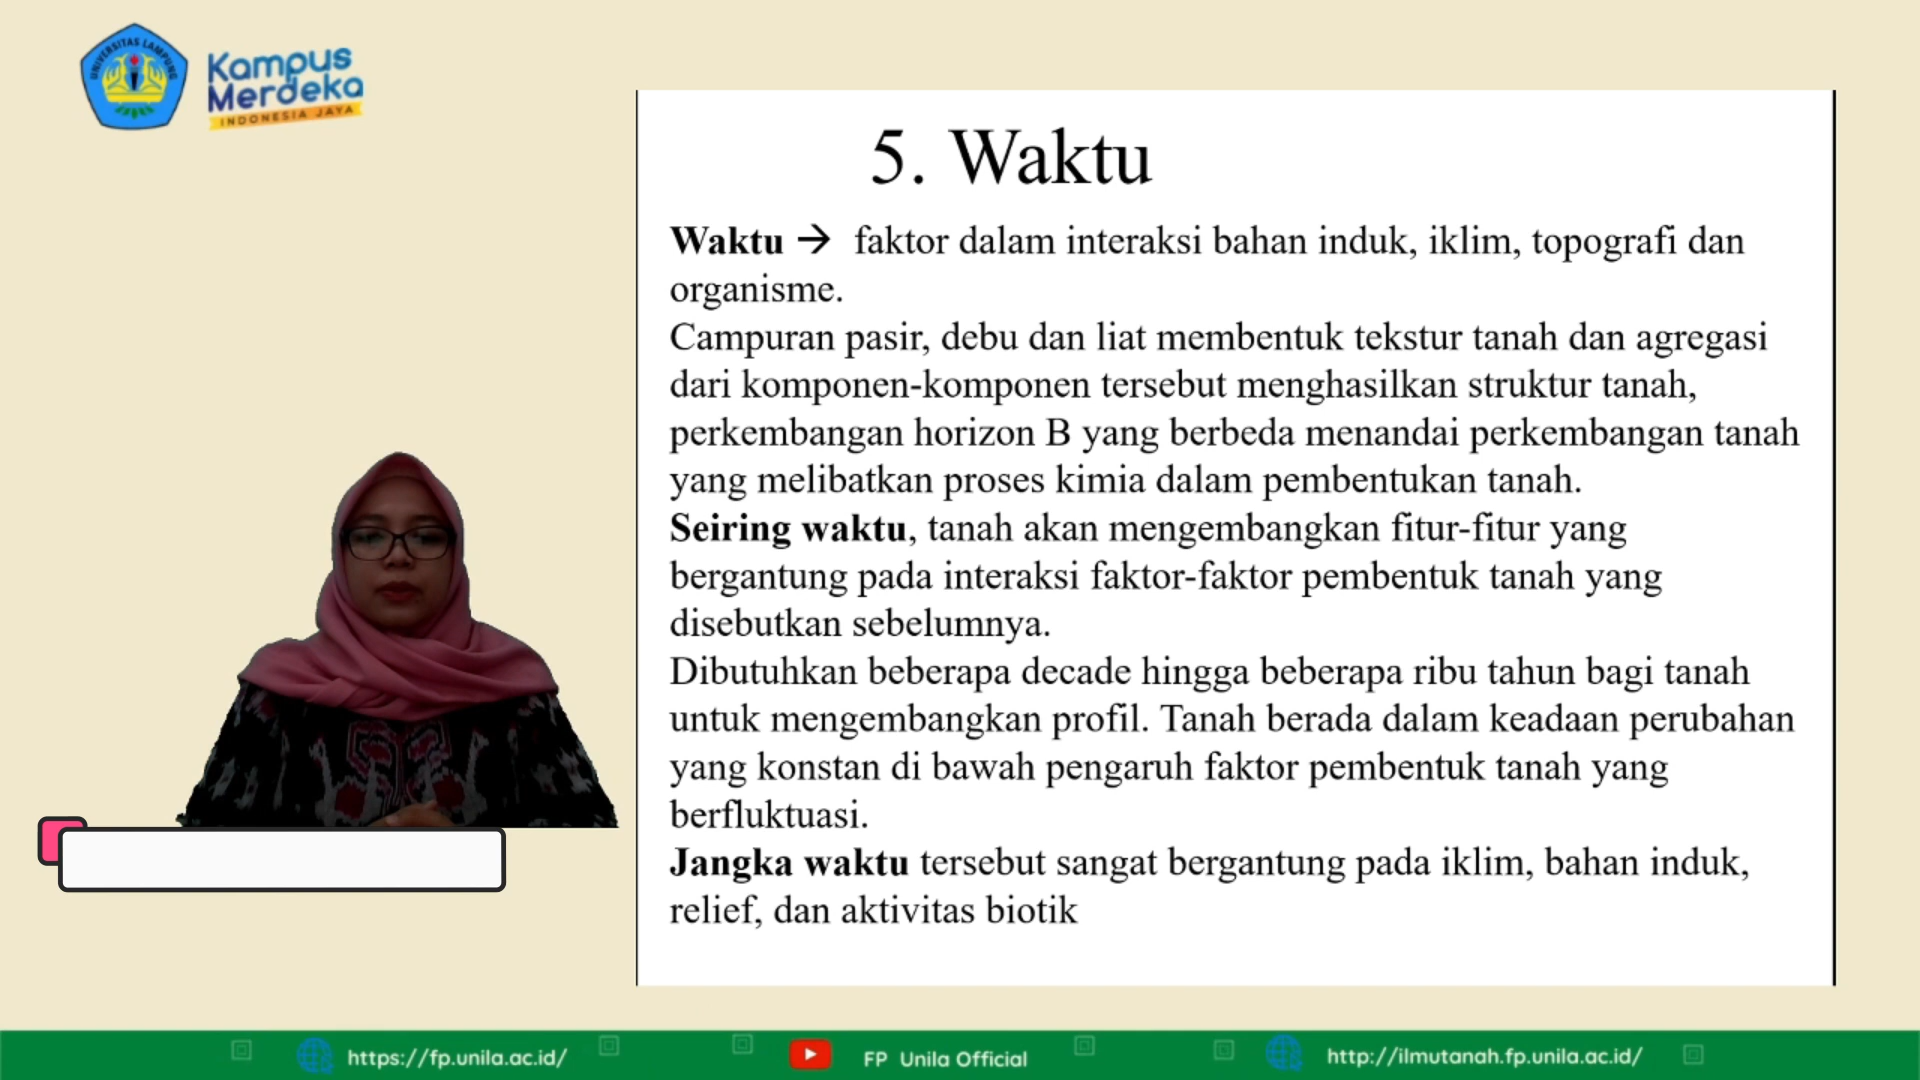 UNIVERSITAS LAMPUNG
Kampus
Merdeka
INDONESIA JAYA
5. Waktu
Waktu → faktor dalam interaksi bahan induk, iklim, topografi dan
organisme.
Campuran pasir, debu dan liat membentuk tekstur tanah dan agregasi
dari komponen-komponen tersebut menghasilkan struktur tanah,
perkembangan horizon B yang berbeda menandai perkembangan tanah
yang melibatkan proses kimia dalam pembentukan tanah.
Seiring waktu, tanah akan mengembangkan fitur-fitur yang
bergantung pada interaksi faktor-faktor pembentuk tanah yang
disebutkan sebelumnya.
Dibutuhkan beberapa decade hingga beberapa ribu tahun bagi tanah
untuk mengembangkan profil. Tanah berada dalam keadaan perubahan
yang konstan di bawah pengaruh faktor pembentuk tanah yang
berfluktuasi.
Jangka waktu tersebut sangat bergantung pada iklim, bahan induk,
relief, dan aktivitas biotik
https://fp.unila.ac.id/
FP Unila Official
http://ilmutanah.fp.unila.ac.id/